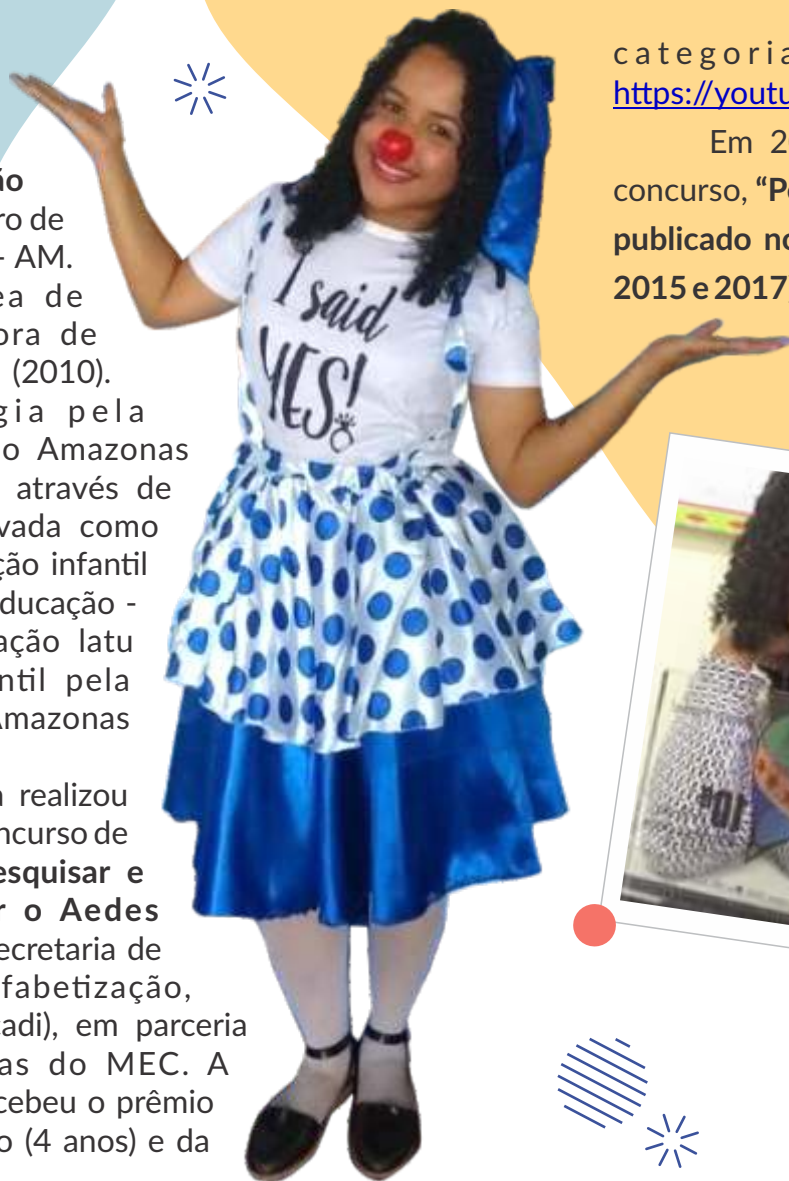 ão
ro de
- AM.
ea de
ora de
(2010).
gia pela
o Amazonas
através de
vada como
ção infantil
ducação -
ação latu
ntil pela
Amazonas
realizou
ncurso de
esquisar e
r o Aedes
ecretaria de
fabetização,
adi), em parceria
as do MEC. A
cebeu o prêmio
o (4 anos) e da
I said
YES!
categoria
https://youtu
Em 2
concurso, “P
publicado no
2015 e 2017